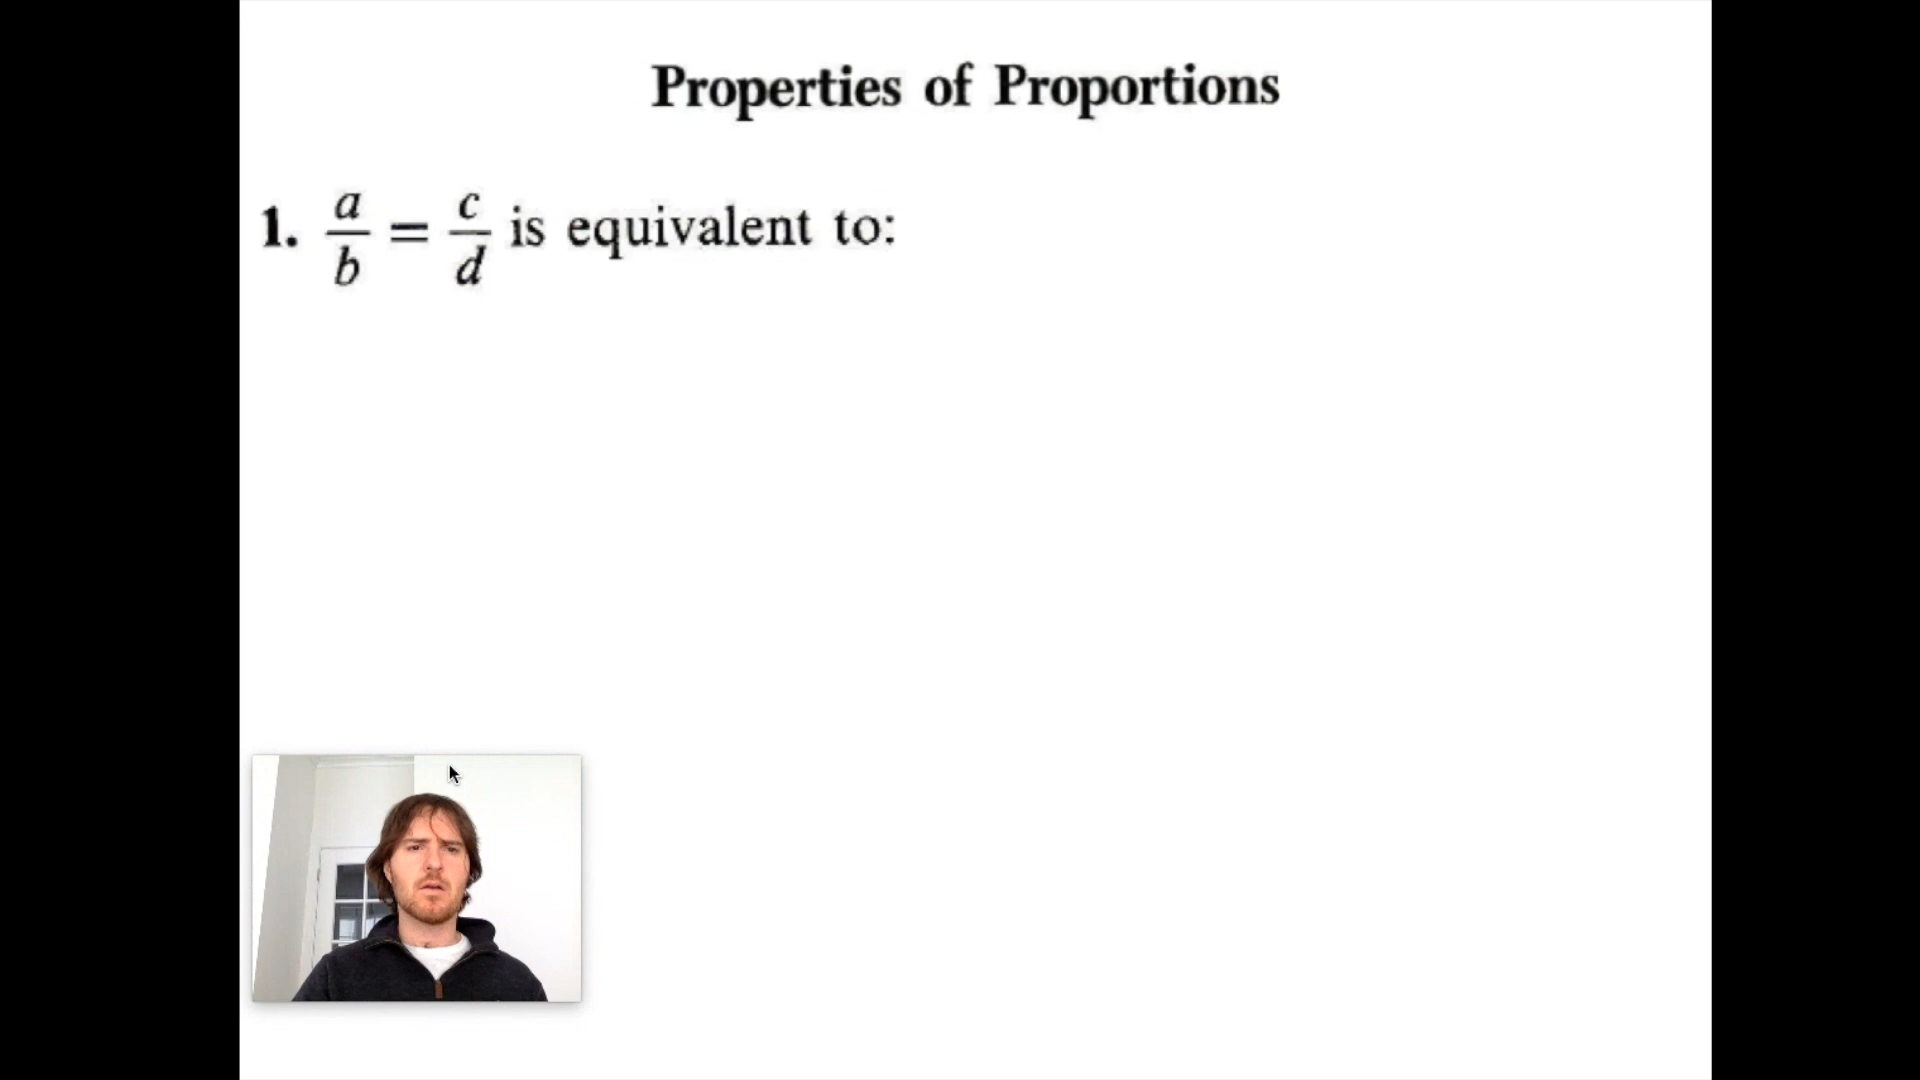 Properties of Proportions
1. a/b = c/d is equivalent to: